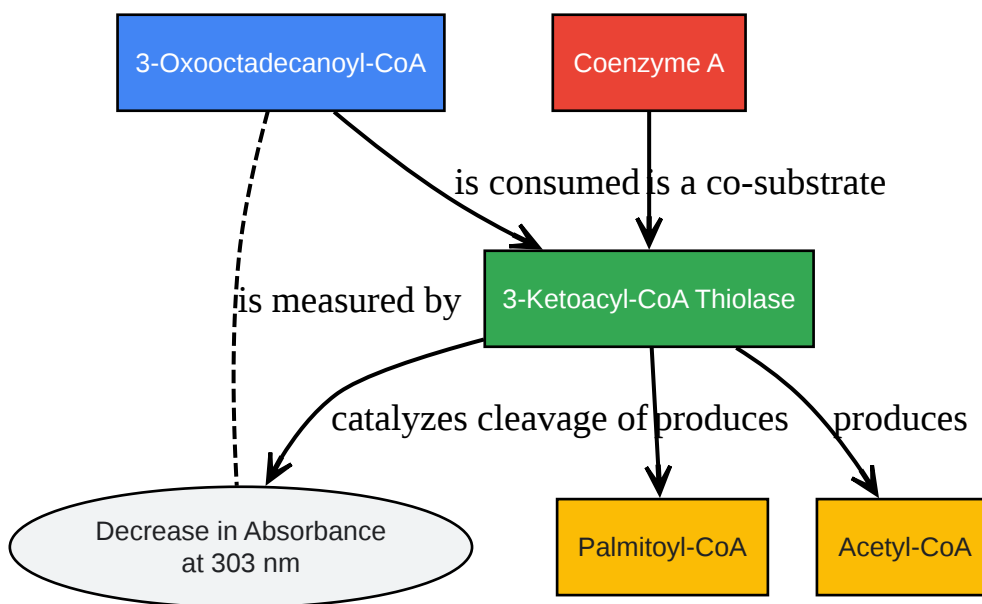 3-Oxooctadecanoyl-CoA
Coenzyme A
is consumed
is a co-substrate
3-Ketoacyl-CoA Thiolase
is measured by
catalyzes cleavage of
produces
produces
Decrease in Absorbance
at 303 nm
Palmitoyl-CoA
Acetyl-CoA